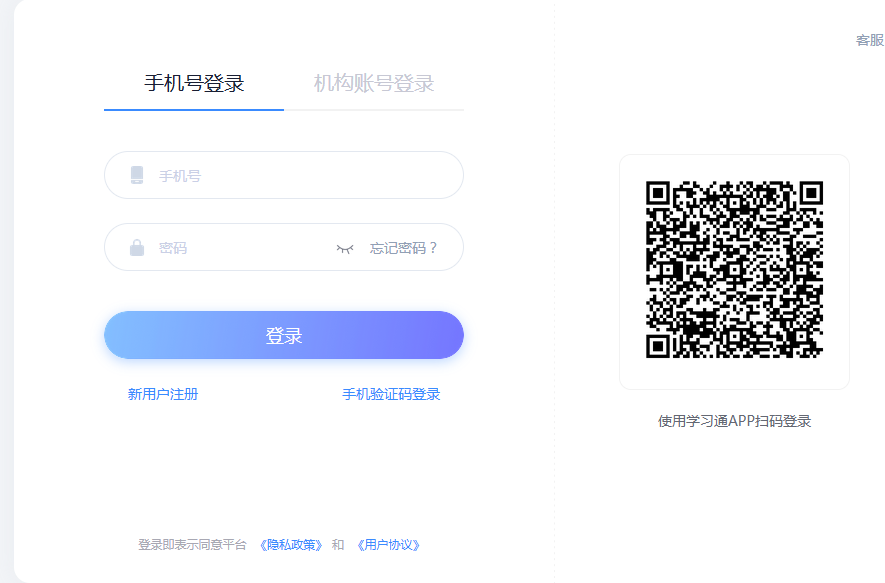 客服
手机号登录 机构账号登录
手机号
密码 忘记密码？
登录
新用户注册 手机验证码登录
使用学习通APP扫码登录
登录即表示同意平台 《隐私政策》 和 《用户协议》